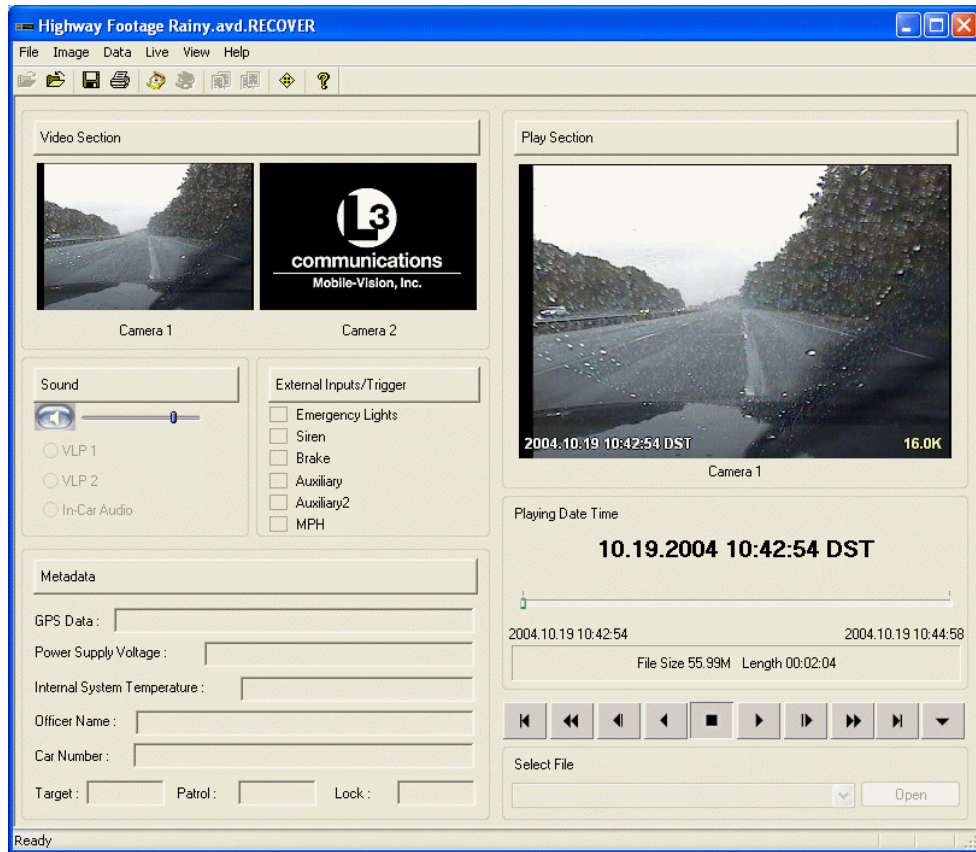 Highway Footage Rainy.avd.RECOVER
File Image Data Live View Help
Video Section
L3
communications
Mobile-Vision, Inc.
Camera 1
Camera 2
Sound
VLP 1
VLP 2
In-Car Audio
External Inputs/Trigger
Emergency Lights
Siren
Brake
Auxiliary
Auxiliary2
MPH
Metadata
GPS Data :
Power Supply Voltage :
Internal System Temperature :
Officer Name :
Car Number :
Target : Patrol : Lock :
Play Section
2004.10.19 10:42:54 DST 16.0K
Camera 1
Playing Date Time
10.19.2004 10:42:54 DST
2004.10.19 10:42:54 2004.10.19 10:44:58
File Size 55.99M Length 00:02:04
Select File
Open
Ready